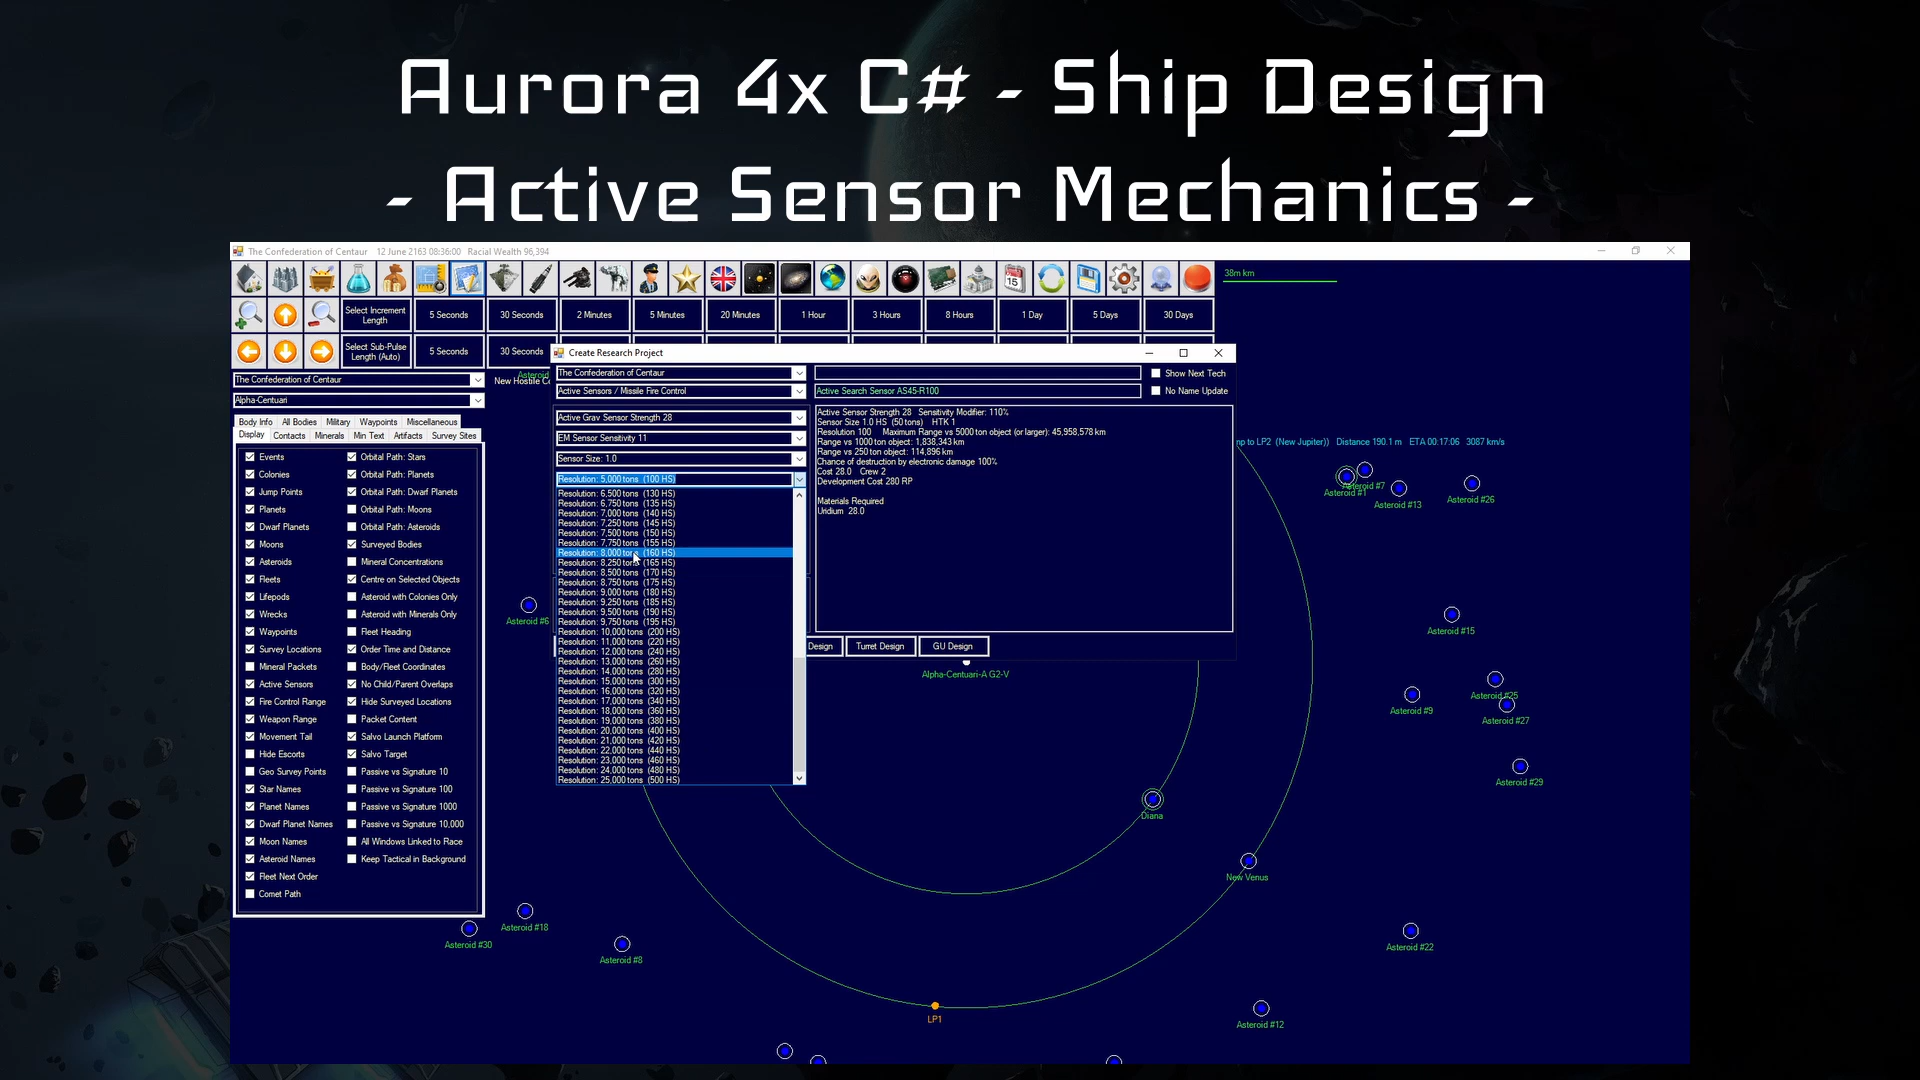 Aurora 4x C# - Ship Design
- Active Sensor Mechanics -
The Confederation of Centaur 12 June 2163 08:36:00 Racial Wealth 96,394
38m km
Select Increment Length
5 Seconds
30 Seconds
2 Minutes
5 Minutes
20 Minutes
1 Hour
3 Hours
8 Hours
1 Day
5 Days
30 Days
Select Sub-Pulse Length (Auto)
5 Seconds
30 Seconds
Create Research Project
The Confederation of Centaur
Alpha-Centuari
Asteroid
New Hostile Co
Body Info
All Bodies
Military
Waypoints
Miscellaneous
Display
Contacts
Minerals
Min Text
Artifacts
Survey Sites
Events
Colonies
Jump Points
Planets
Dwarf Planets
Moons
Asteroids
Fleets
Lifepods
Wrecks
Waypoints
Survey Locations
Mineral Packets
Active Sensors
Fire Control Range
Weapon Range
Movement Tail
Hide Escorts
Geo Survey Points
Star Names
Planet Names
Dwarf Planet Names
Moon Names
Asteroid Names
Fleet Next Order
Comet Path
Orbital Path: Stars
Orbital Path: Planets
Orbital Path: Dwarf Planets
Orbital Path: Moons
Orbital Path: Asteroids
Surveyed Bodies
Mineral Concentrations
Centre on Selected Objects
Asteroid with Colonies Only
Asteroid with Minerals Only
Fleet Heading
Order Time and Distance
Body/Fleet Coordinates
No Child/Parent Overlaps
Hide Surveyed Locations
Packet Content
Salvo Launch Platform
Salvo Target
Passive vs Signature 10
Passive vs Signature 100
Passive vs Signature 1000
Passive vs Signature 10,000
All Windows Linked to Race
Keep Tactical in Background
The Confederation of Centaur
Active Sensors / Missile Fire Control
Active Grav Sensor Strength 28
EM Sensor Sensitivity 11
Sensor Size: 1.0
Resolution: 5,000 tons (100 HS)
Resolution: 6,500 tons (130 HS)
Resolution: 6,750 tons (135 HS)
Resolution: 7,000 tons (140 HS)
Resolution: 7,250 tons (145 HS)
Resolution: 7,500 tons (150 HS)
Resolution: 7,750 tons (155 HS)
Resolution: 8,000 tons (160 HS)
Resolution: 8,250 tons (165 HS)
Resolution: 8,500 tons (170 HS)
Resolution: 8,750 tons (175 HS)
Resolution: 9,000 tons (180 HS)
Resolution: 9,250 tons (185 HS)
Resolution: 9,500 tons (190 HS)
Resolution: 9,750 tons (195 HS)
Resolution: 10,000 tons (200 HS)
Resolution: 11,000 tons (220 HS)
Resolution: 12,000 tons (240 HS)
Resolution: 13,000 tons (260 HS)
Resolution: 14,000 tons (280 HS)
Resolution: 15,000 tons (300 HS)
Resolution: 16,000 tons (320 HS)
Resolution: 17,000 tons (340 HS)
Resolution: 18,000 tons (360 HS)
Resolution: 19,000 tons (380 HS)
Resolution: 20,000 tons (400 HS)
Resolution: 21,000 tons (420 HS)
Resolution: 22,000 tons (440 HS)
Resolution: 23,000 tons (460 HS)
Resolution: 24,000 tons (480 HS)
Resolution: 25,000 tons (500 HS)
Show Next Tech
Active Search Sensor AS45-R100
No Name Update
Active Sensor Strength 28 Sensitivity Modifier: 110%
Sensor Size 1.0 HS (50 tons) HTK 1
Resolution 100 Maximum Range vs 5000 ton object (or larger): 45,958,578 km
Range vs 1000 ton object: 1,838,343 km
Range vs 250 ton object: 114,896 km
Chance of destruction by electronic damage 100%
Cost 28.0 Crew 2
Development Cost 280 RP
Materials Required
Uridium 28.0
Design
Turret Design
GU Design
mp to LP2 (New Jupiter)) Distance 190.1 m ETA 00:17:06 3087 km/s
Asteroid #7
Asteroid #1
Asteroid #13
Asteroid #26
Asteroid #6
Asteroid #15
Alpha-Centuari-A G2-V
Asteroid #25
Asteroid #9
Asteroid #27
Asteroid #29
Diana
New Venus
Asteroid #18
Asteroid #30
Asteroid #8
Asteroid #22
LP1
Asteroid #12
15